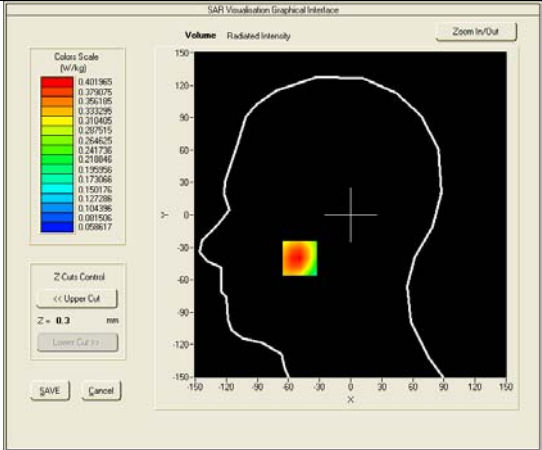 SAR Visualisation Graphical Interface
Volume Radiated Intensity
Zoom In/Out
Colors Scale
(W/kg)
0.401965
0.379075
0.356185
0.333295
0.310405
0.287515
0.264625
0.241736
0.218846
0.195956
0.173066
0.150176
0.127286
0.104396
0.081506
0.058617
Z Cuts Control
<< Upper Cut
Z = 0.3 mm
Lower Cut >>
SAVE Cancel
150
120
90
60
30
0
-30
-60
-90
-120
-150
Y
-150 -120 -90 -60 -30 0 30 60 90 120 150
X